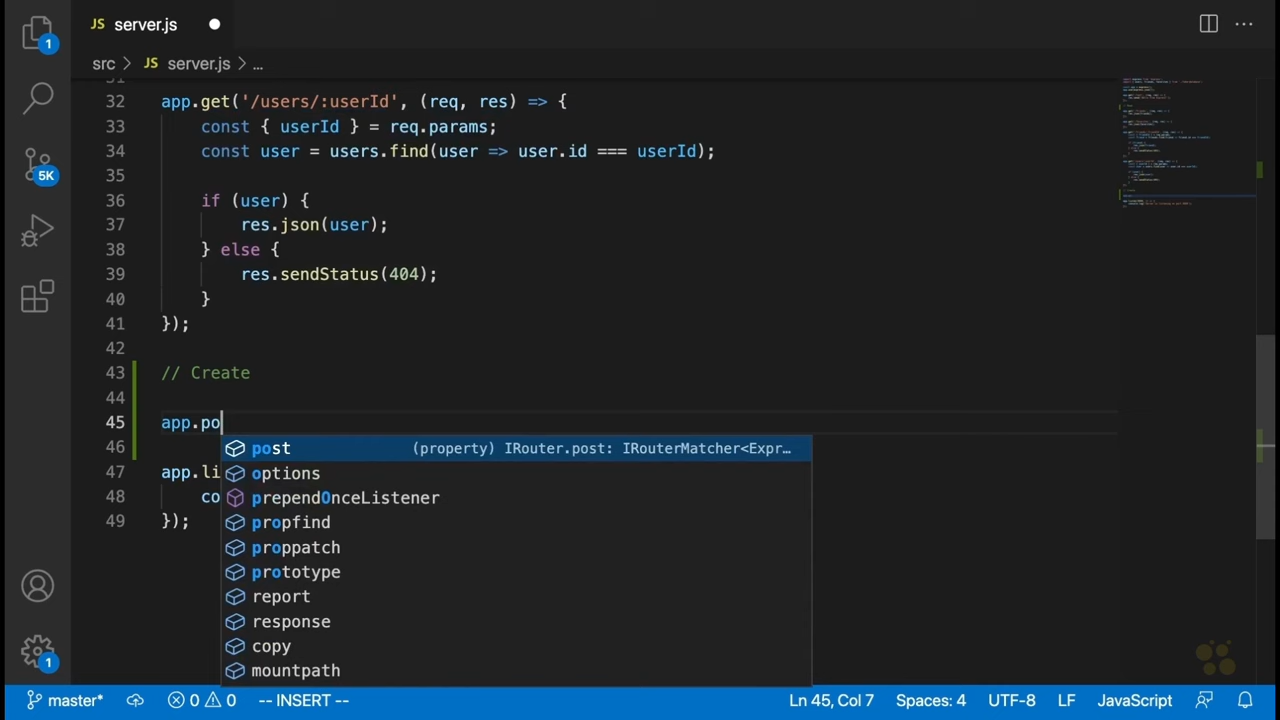 1
5K
1
JS server.js
src > JS server.js > ...
31
32 app.get('/users/:userId', (req, res) => {
33 const { userId } = req.params;
34 const user = users.find(user => user.id === userId);
35
36 if (user) {
37 res.json(user);
38 } else {
39 res.sendStatus(404);
40 }
41 });
42
43 // Create
44
45 app.po
46
47 app.li
48 co
49 });
post (property) IRouter.post: IRouterMatcher<Expr…
options
prependOnceListener
propfind
proppatch
prototype
report
response
copy
mountpath
master* 0 0 -- INSERT -- Ln 45, Col 7 Spaces: 4 UTF-8 LF JavaScript